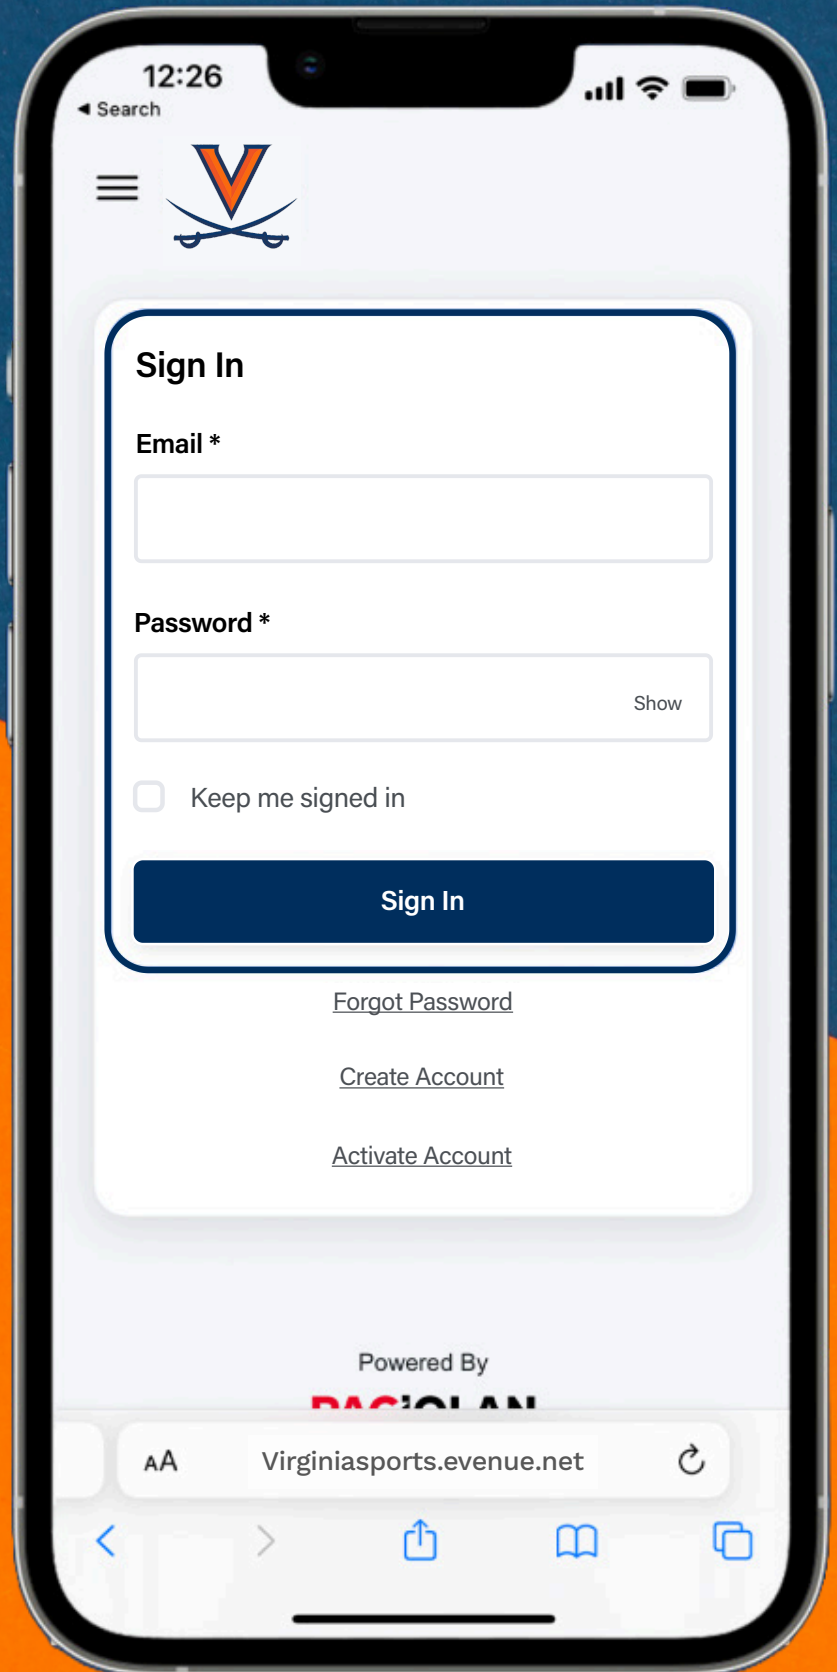 12:26
◀ Search
Sign In
Email *
Password *
Show
Keep me signed in
Sign In
Forgot Password
Create Account
Activate Account
Powered By
PACIOLAN
AA
Virginiasports.evenue.net